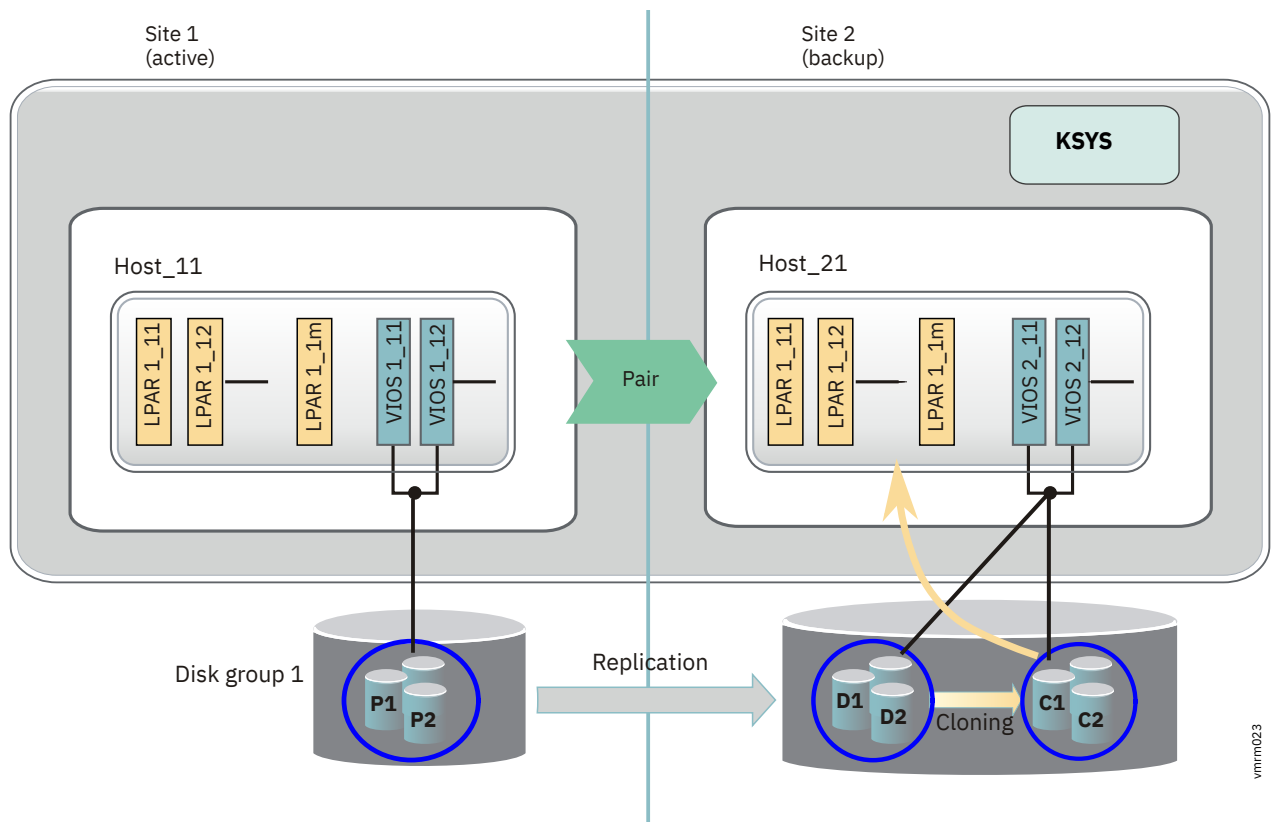 Site 1
(active)
Site 2
(backup)
KSYS
Host_11
LPAR 1_11
LPAR 1_12
LPAR 1_1m
VIOS 1_11
VIOS 1_12
Pair
Host_21
LPAR 1_11
LPAR 1_12
LPAR 1_1m
VIOS 2_11
VIOS 2_12
Disk group 1
P1
P2
Replication
D1
D2
Cloning
C1
C2
vmrm023